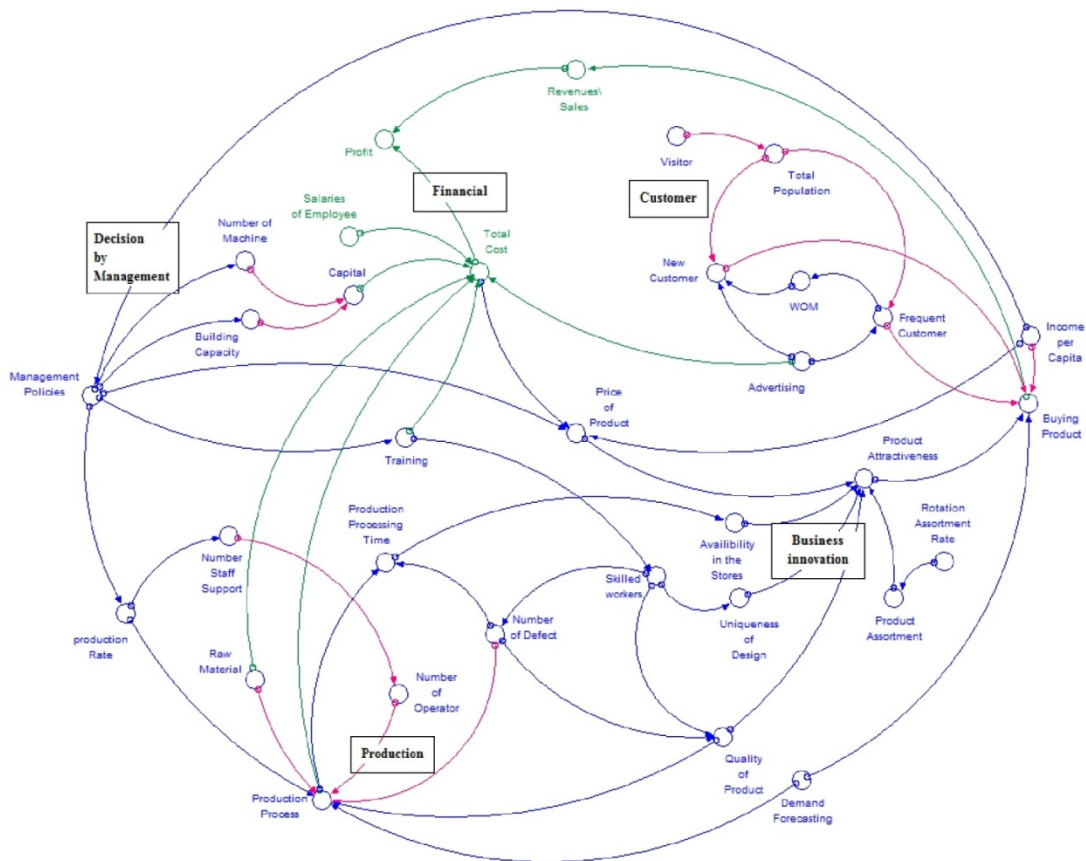 Revenues\
Sales
Profit
Visitor
Total
Population
Financial
Customer
Salaries
of Employee
Number of
Machine
Total
Cost
Decision
by
Management
Capital
New
Customer
WOM
Frequent
Customer
Income
per
Capita
Building
Capacity
Management
Policies
Advertising
Price
of
Product
Buying
Product
Training
Product
Attractiveness
Production
Processing
Time
Availibility
in the
Stores
Business
innovation
Rotation
Assortment
Rate
Number
Staff
Support
Skilled
workers
Uniqueness
of
Design
Product
Assortment
Number
of Defect
production
Rate
Raw
Material
Number
of
Operator
Production
Quality
of
Product
Production
Process
Demand
Forecasting